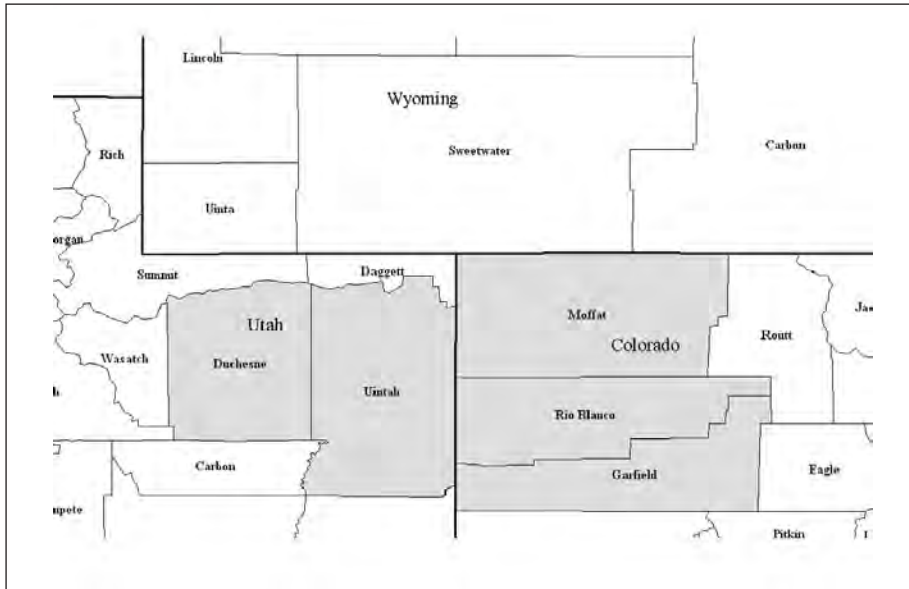 Lincoln
Wyoming
Sweetwater
Carbon
Rich
Uinta
organ
Summit
Daggett
Moffat
Utah
Colorado
Jac
Routt
Wasatch
Duchesne
Uintah
Rio Blanco
h
Carbon
Garfield
Eagle
npete
Pitkin